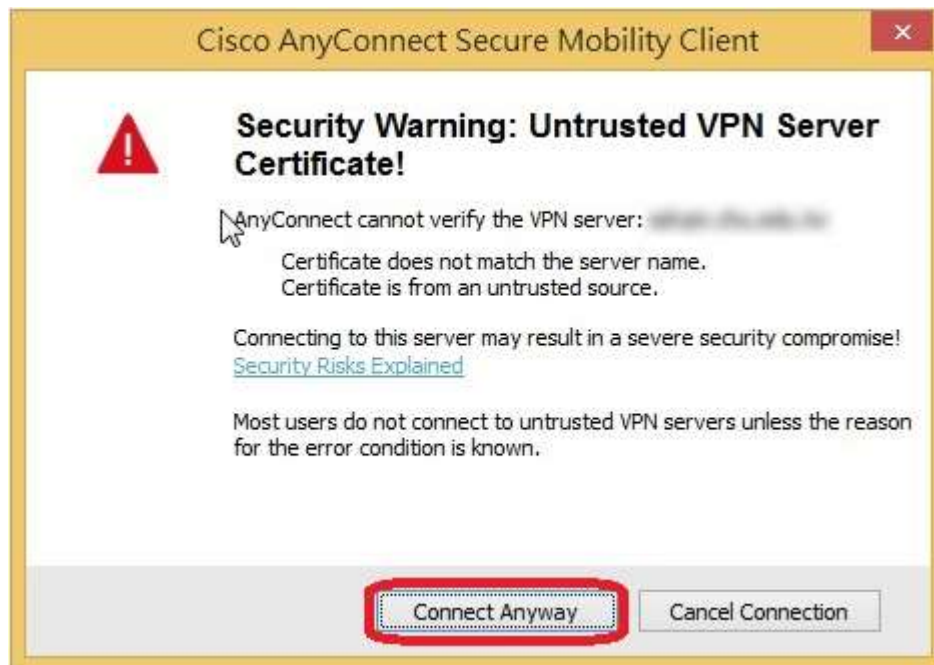 Cisco AnyConnect Secure Mobility Client
Security Warning: Untrusted VPN Server
Certificate!
AnyConnect cannot verify the VPN server:
Certificate does not match the server name.
Certificate is from an untrusted source.
Connecting to this server may result in a severe security compromise!
Security Risks Explained
Most users do not connect to untrusted VPN servers unless the reason
for the error condition is known.
Connect Anyway
Cancel Connection